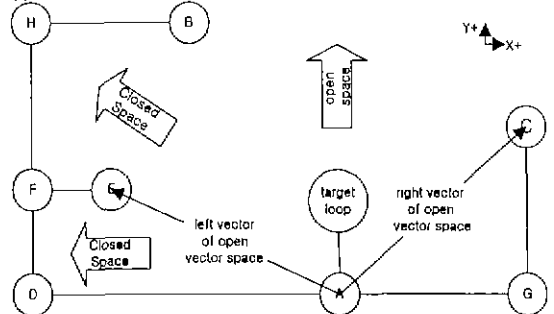 H
B
Y+
X+
Closed
Space
open
space
C
F
E
target
loop
right vector
of open
vector space
left vector
of open
vector space
Closed
Space
D
A
G